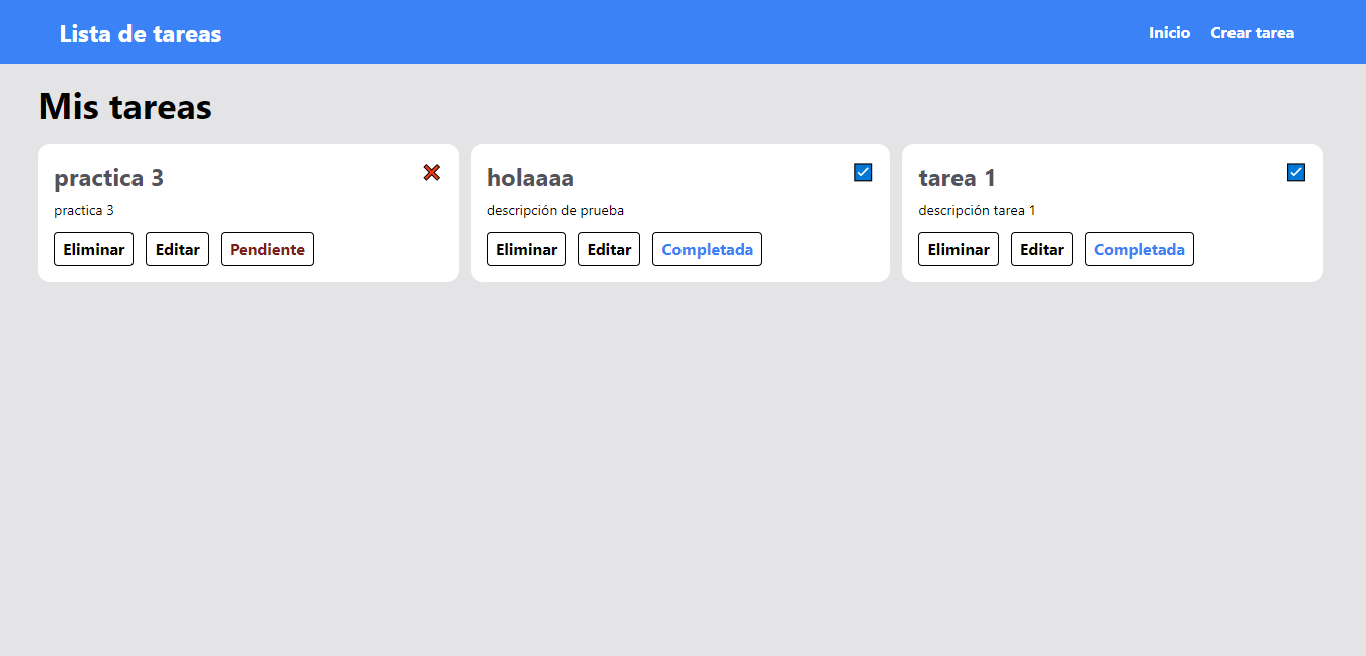 Lista de tareas
Inicio Crear tarea
Mis tareas
practica 3
practica 3
Eliminar Editar Pendiente
holaaaa
descripción de prueba
Eliminar Editar Completada
tarea 1
descripción tarea 1
Eliminar Editar Completada